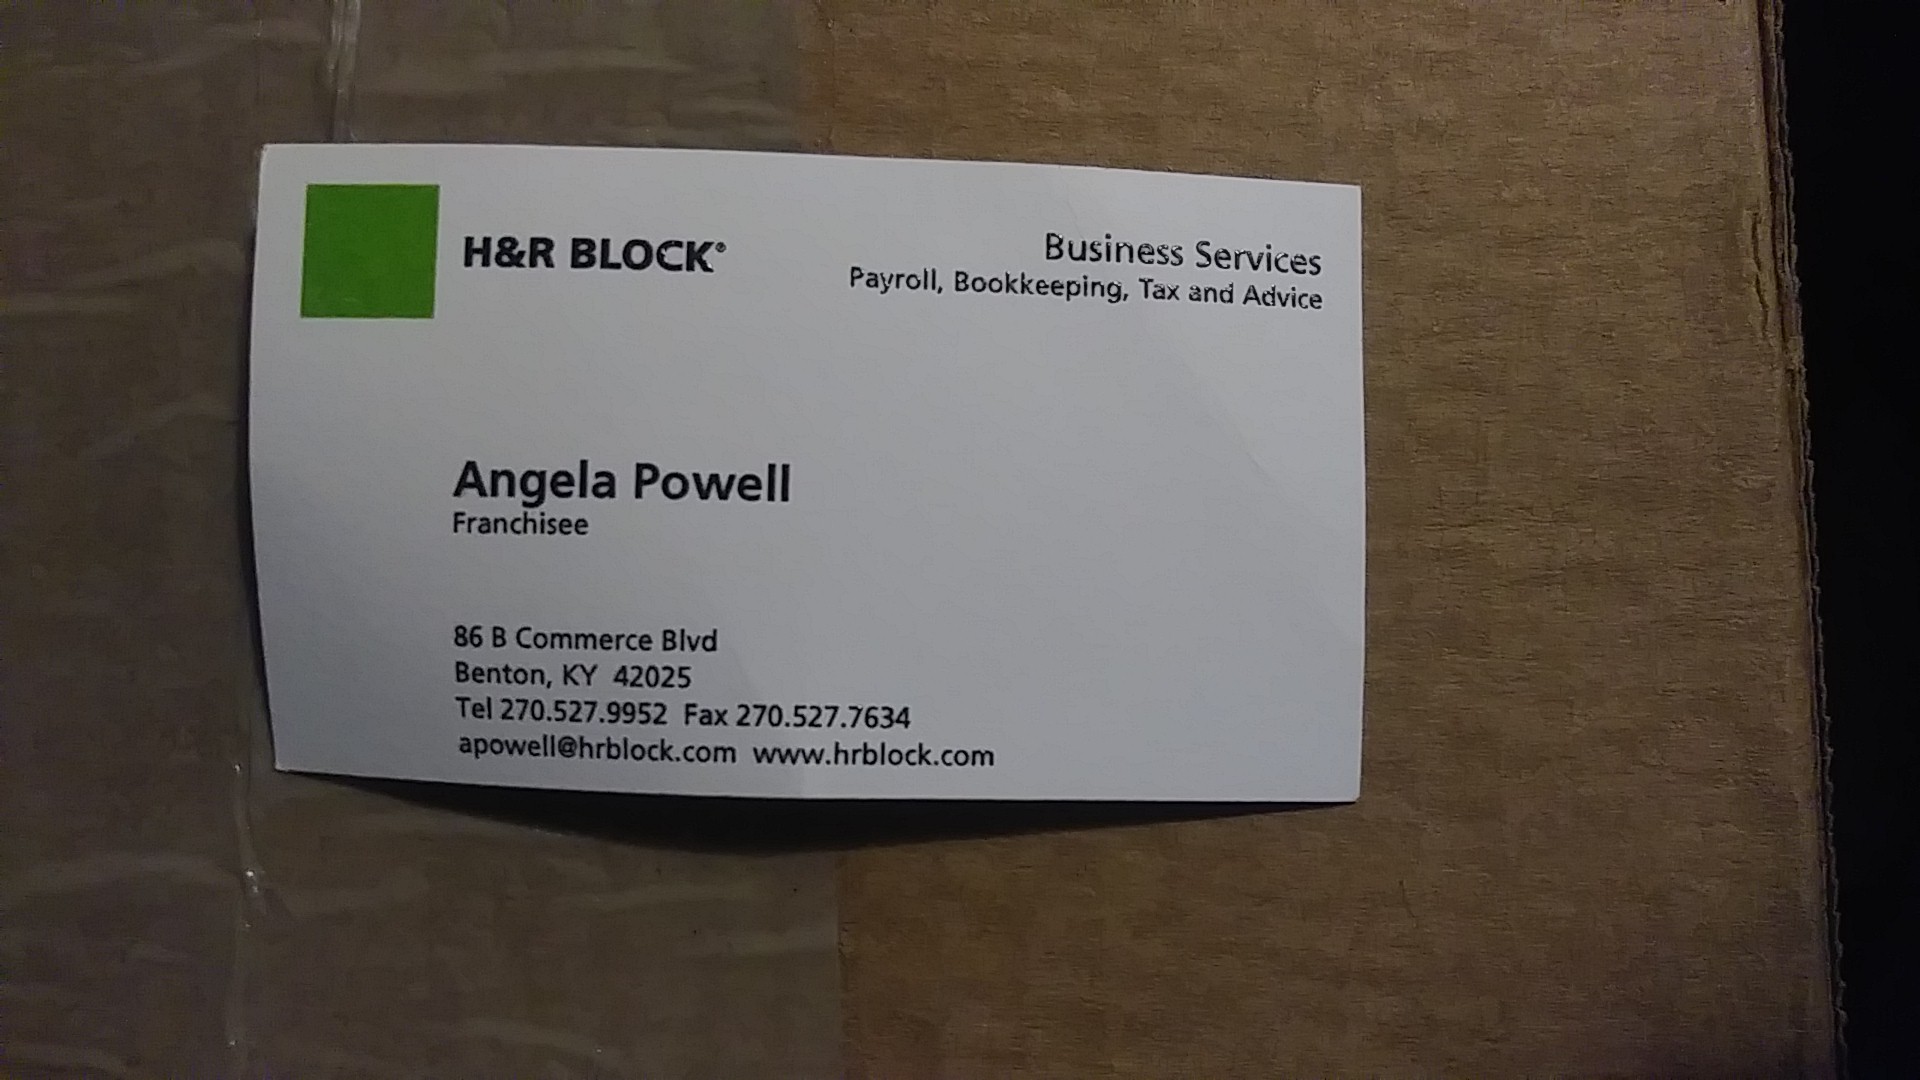 H&R BLOCK®
Business Services
Payroll, Bookkeeping, Tax and Advice
Angela Powell
Franchisee
86 B Commerce Blvd
Benton, KY 42025
Tel 270.527.9952 Fax 270.527.7634
apowell@hrblock.com www.hrblock.com